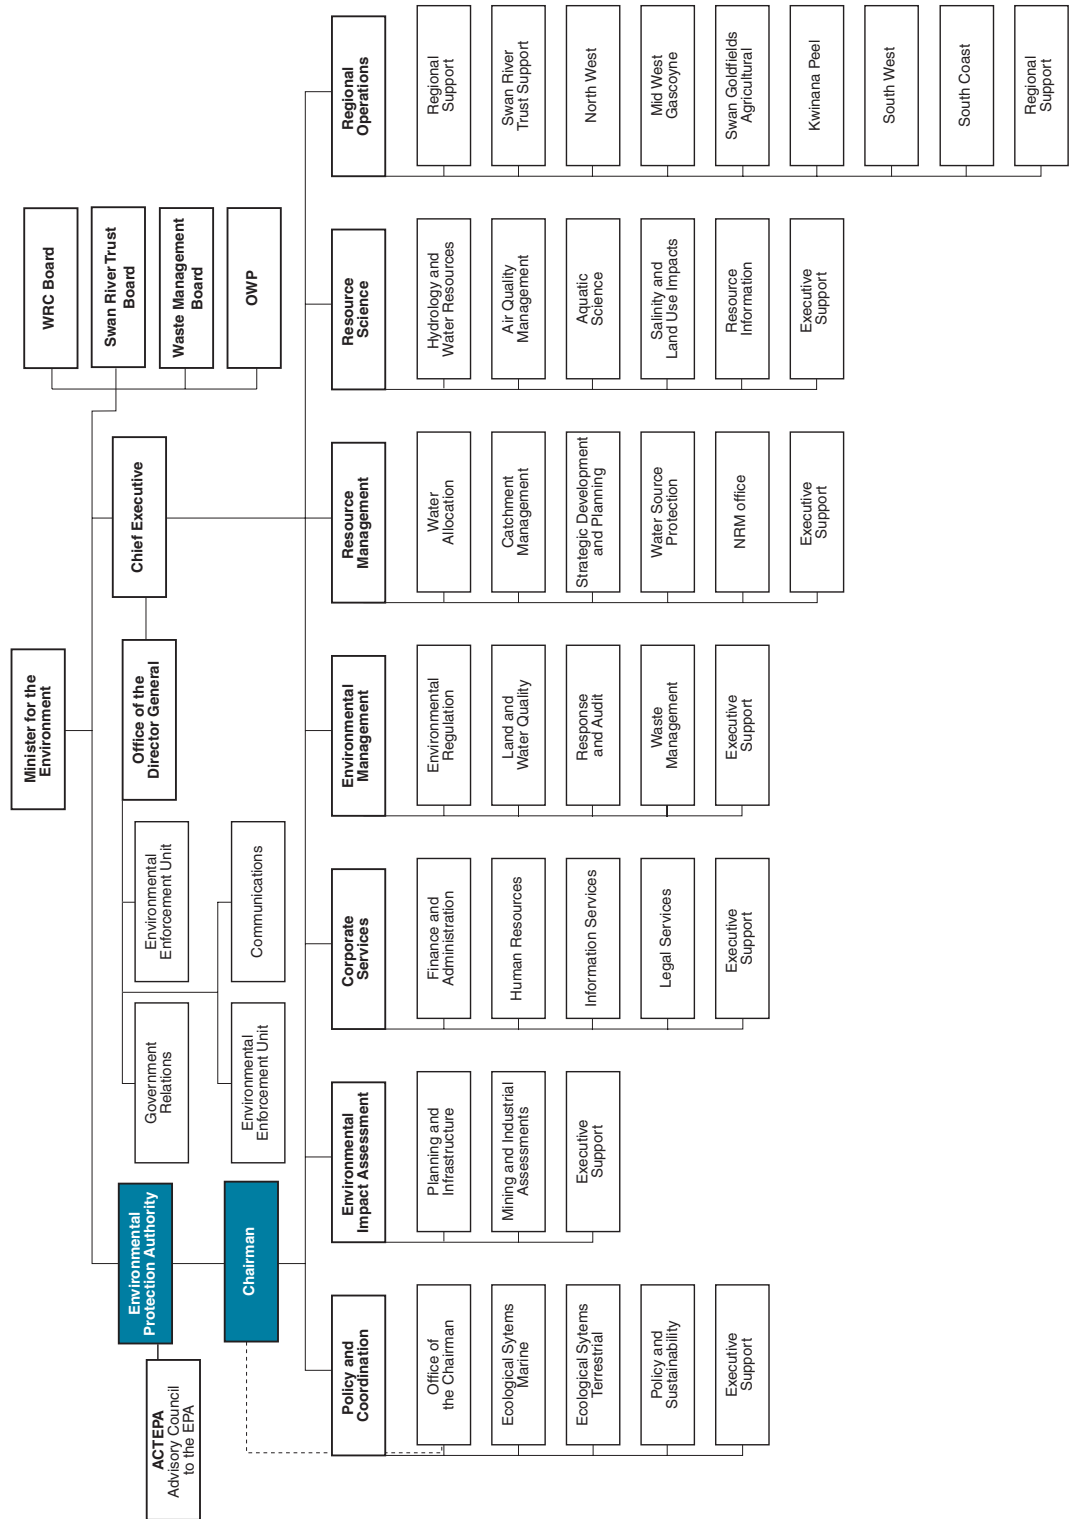 Minister for the
Environment
WRC Board
Swan River Trust
Board
Waste Management
Board
OWP
Chief Executive
Office of the
Director General
Government
Relations
Environmental
Enforcement Unit
Environmental
Enforcement Unit
Communications
Environmental
Protection Authority
ACTEPA
Advisory Council
to the EPA
Chairman
Policy and
Coordination
Office of
the Chairman
Ecological Sytems
Marine
Ecological Sytems
Terrestrial
Policy and
Sustainability
Executive
Support
Environmental
Impact Assessment
Planning and
Infrastructure
Mining and Industrial
Assessments
Executive
Support
Corporate
Services
Finance and
Administration
Human Resources
Information Services
Legal Services
Executive
Support
Environmental
Management
Environmental
Regulation
Land and
Water Quality
Response
and Audit
Waste
Management
Executive
Support
Resource
Management
Water
Allocation
Catchment
Management
Strategic Development
and Planning
Water Source
Protection
NRM office
Executive
Support
Resource
Science
Hydrology and
Water Resources
Air Quality
Management
Aquatic
Science
Salinity and
Land Use Impacts
Resource
Information
Executive
Support
Regional
Operations
Regional
Support
Swan River
Trust Support
North West
Mid West
Gascoyne
Swan Goldfields
Agricultural
Kwinana Peel
South West
South Coast
Regional
Support